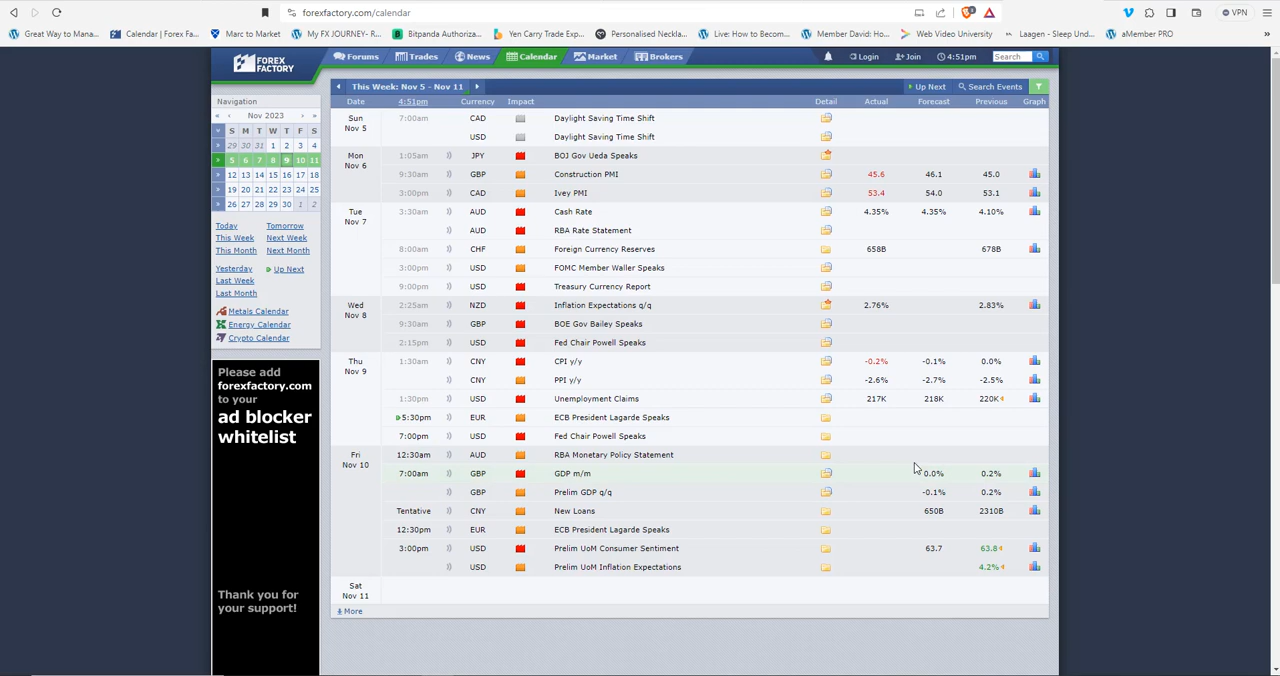 forexfactory.com/calendar
VPN
Great Way to Mana...
Calendar | Forex Fa...
Marc to Market
My FX JOURNEY- R...
Bitpanda Authoriza...
Yen Carry Trade Exp...
Personalised Neckla...
Live: How to Becom...
Member David: Ho...
Web Video University
Laagen - Sleep Und...
aMember PRO
FOREX FACTORY
Forums Trades News Calendar Market Brokers
Login Join 4:51pm Search
Navigation
Nov 2023
S M T W T F S
29 30 31 1 2 3 4
5 6 7 8 9 10 11
12 13 14 15 16 17 18
19 20 21 22 23 24 25
26 27 28 29 30 1 2
Today Tomorrow
This Week Next Week
This Month Next Month
Yesterday Up Next
Last Week
Last Month
Metals Calendar
Energy Calendar
Crypto Calendar
Please add
forexfactory.com
to your
ad blocker
whitelist
Thank you for
your support!
This Week: Nov 5 - Nov 11
Up Next Search Events
Date 4:51pm Currency Impact Detail Actual Forecast Previous Graph
Sun Nov 5 7:00am CAD Daylight Saving Time Shift
USD Daylight Saving Time Shift
Mon Nov 6 1:05am JPY BOJ Gov Ueda Speaks
9:30am GBP Construction PMI 45.6 46.1 45.0
3:00pm CAD Ivey PMI 53.4 54.0 53.1
Tue Nov 7 3:30am AUD Cash Rate 4.35% 4.35% 4.10%
AUD RBA Rate Statement
8:00am CHF Foreign Currency Reserves 658B 678B
3:00pm USD FOMC Member Waller Speaks
9:00pm USD Treasury Currency Report
Wed Nov 8 2:25am NZD Inflation Expectations q/q 2.76% 2.83%
9:30am GBP BOE Gov Bailey Speaks
2:15pm USD Fed Chair Powell Speaks
Thu Nov 9 1:30am CNY CPI y/y -0.2% -0.1% 0.0%
CNY PPI y/y -2.6% -2.7% -2.5%
1:30pm USD Unemployment Claims 217K 218K 220K
5:30pm EUR ECB President Lagarde Speaks
7:00pm USD Fed Chair Powell Speaks
Fri Nov 10 12:30am AUD RBA Monetary Policy Statement
7:00am GBP GDP m/m 0.0% 0.2%
GBP Prelim GDP q/q -0.1% 0.2%
Tentative CNY New Loans 650B 2310B
12:30pm EUR ECB President Lagarde Speaks
3:00pm USD Prelim UoM Consumer Sentiment 63.7 63.8
USD Prelim UoM Inflation Expectations 4.2%
Sat Nov 11
More